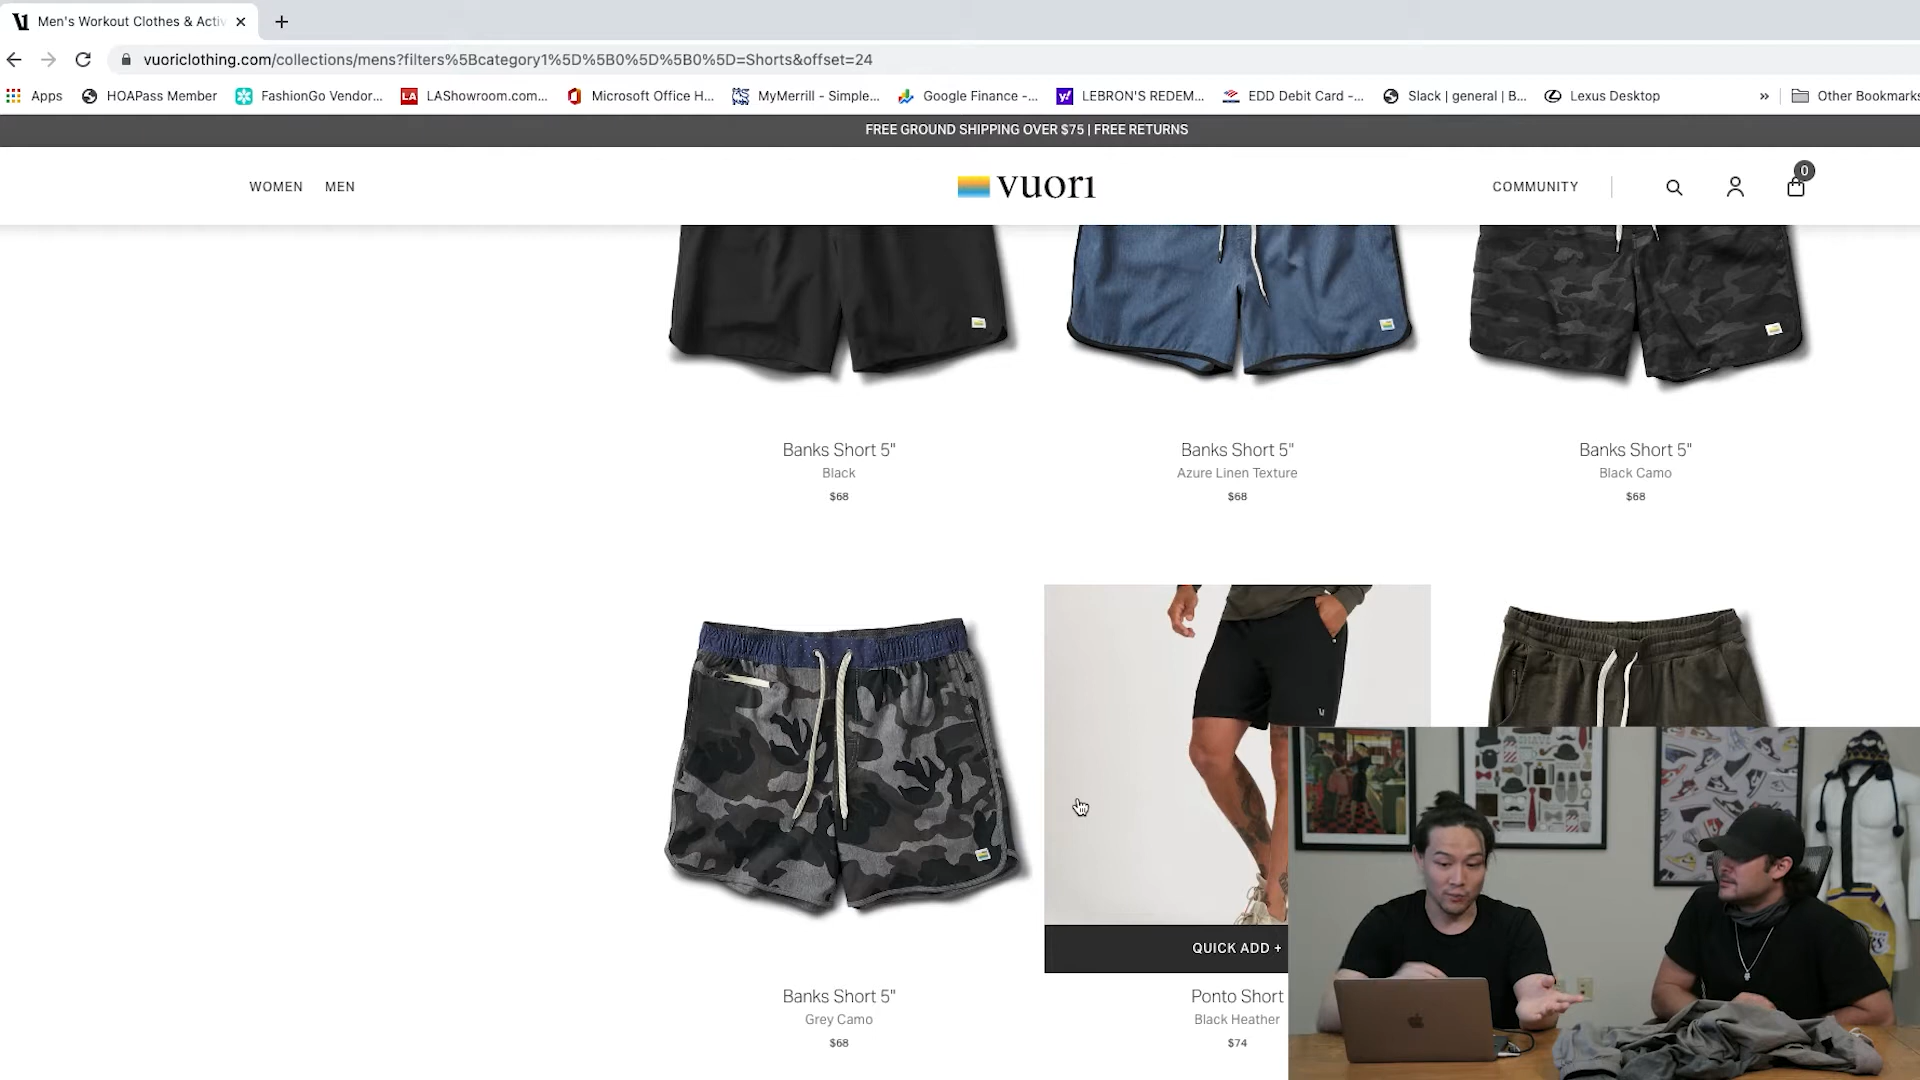 Men's Workout Clothes & Activ
vuoriclothing.com/collections/mens?filters%5Bcategory1%5D%5B0%5D%5B0%5D=Shorts&offset=24
Apps HOAPass Member FashionGo Vendor... LAShowroom.com... Microsoft Office H... MyMerrill - Simple... Google Finance -... LEBRON'S REDEM... EDD Debit Card -... Slack | general | B... Lexus Desktop » Other Bookmarks
FREE GROUND SHIPPING OVER $75 | FREE RETURNS
WOMEN MEN vuori COMMUNITY 0
Banks Short 5" Banks Short 5" Banks Short 5"
Black Azure Linen Texture Black Camo
$68 $68 $68
QUICK ADD +
Banks Short 5" Ponto Short
Grey Camo Black Heather
$68 $74